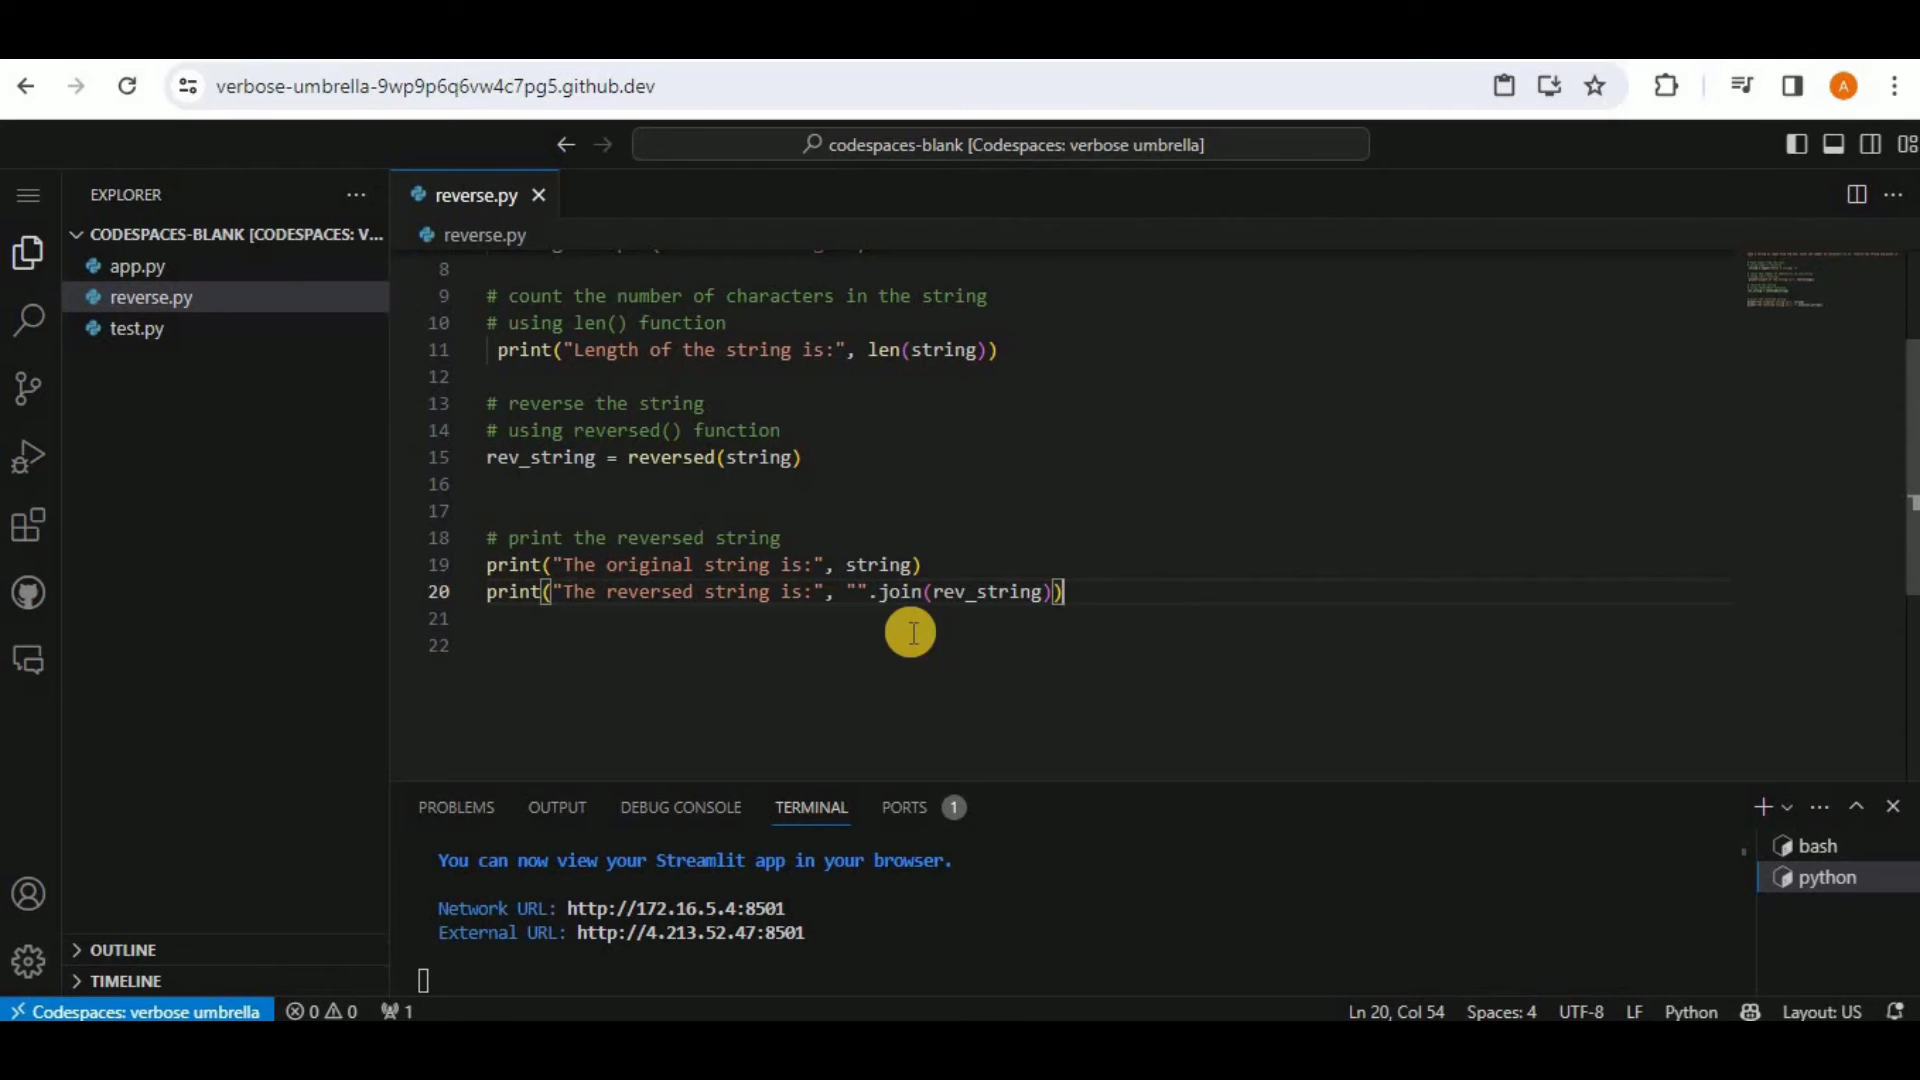 verbose-umbrella-9wp9p6q6vw4c7pg5.github.dev
A
codespaces-blank [Codespaces: verbose umbrella]
EXPLORER
reverse.py
CODESPACES-BLANK [CODESPACES: V...
reverse.py
app.py
reverse.py
test.py
8
9 # count the number of characters in the string
10 # using len() function
11 print("Length of the string is:", len(string))
12
13 # reverse the string
14 # using reversed() function
15 rev_string = reversed(string)
16
17
18 # print the reversed string
19 print("The original string is:", string)
20 print("The reversed string is:", "".join(rev_string))
21
22
PROBLEMS OUTPUT DEBUG CONSOLE TERMINAL PORTS 1
You can now view your Streamlit app in your browser.
Network URL: http://172.16.5.4:8501
External URL: http://4.213.52.47:8501
bash
python
OUTLINE
TIMELINE
Codespaces: verbose umbrella 0 0 1 Ln 20, Col 54 Spaces: 4 UTF-8 LF Python Layout: US